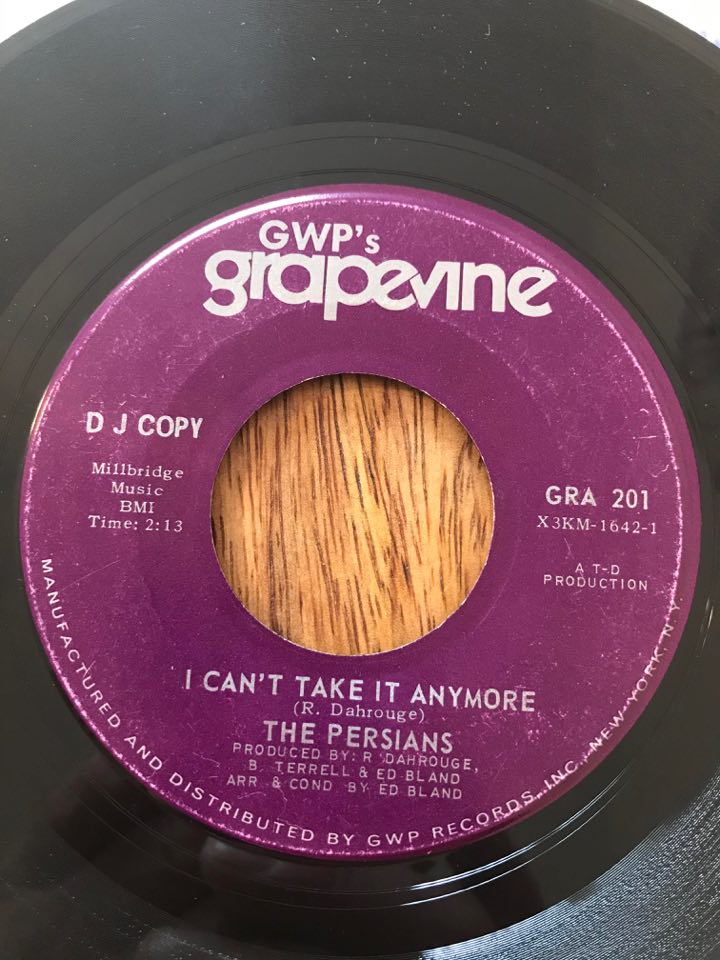 GWP's
grapevine
D J COPY
Millbridge
Music
BMI
Time: 2:13
GRA 201
X3KM-1642-1
A T-D
PRODUCTION
I CAN'T TAKE IT ANYMORE
(R. Dahrouge)
THE PERSIANS
PRODUCED BY: R DAHROUGE,
B. TERRELL & ED BLAND
ARR & COND BY ED BLAND
MANUFACTURED AND DISTRIBUTED BY GWP RECORDS, INC., NEW YORK, N.Y.